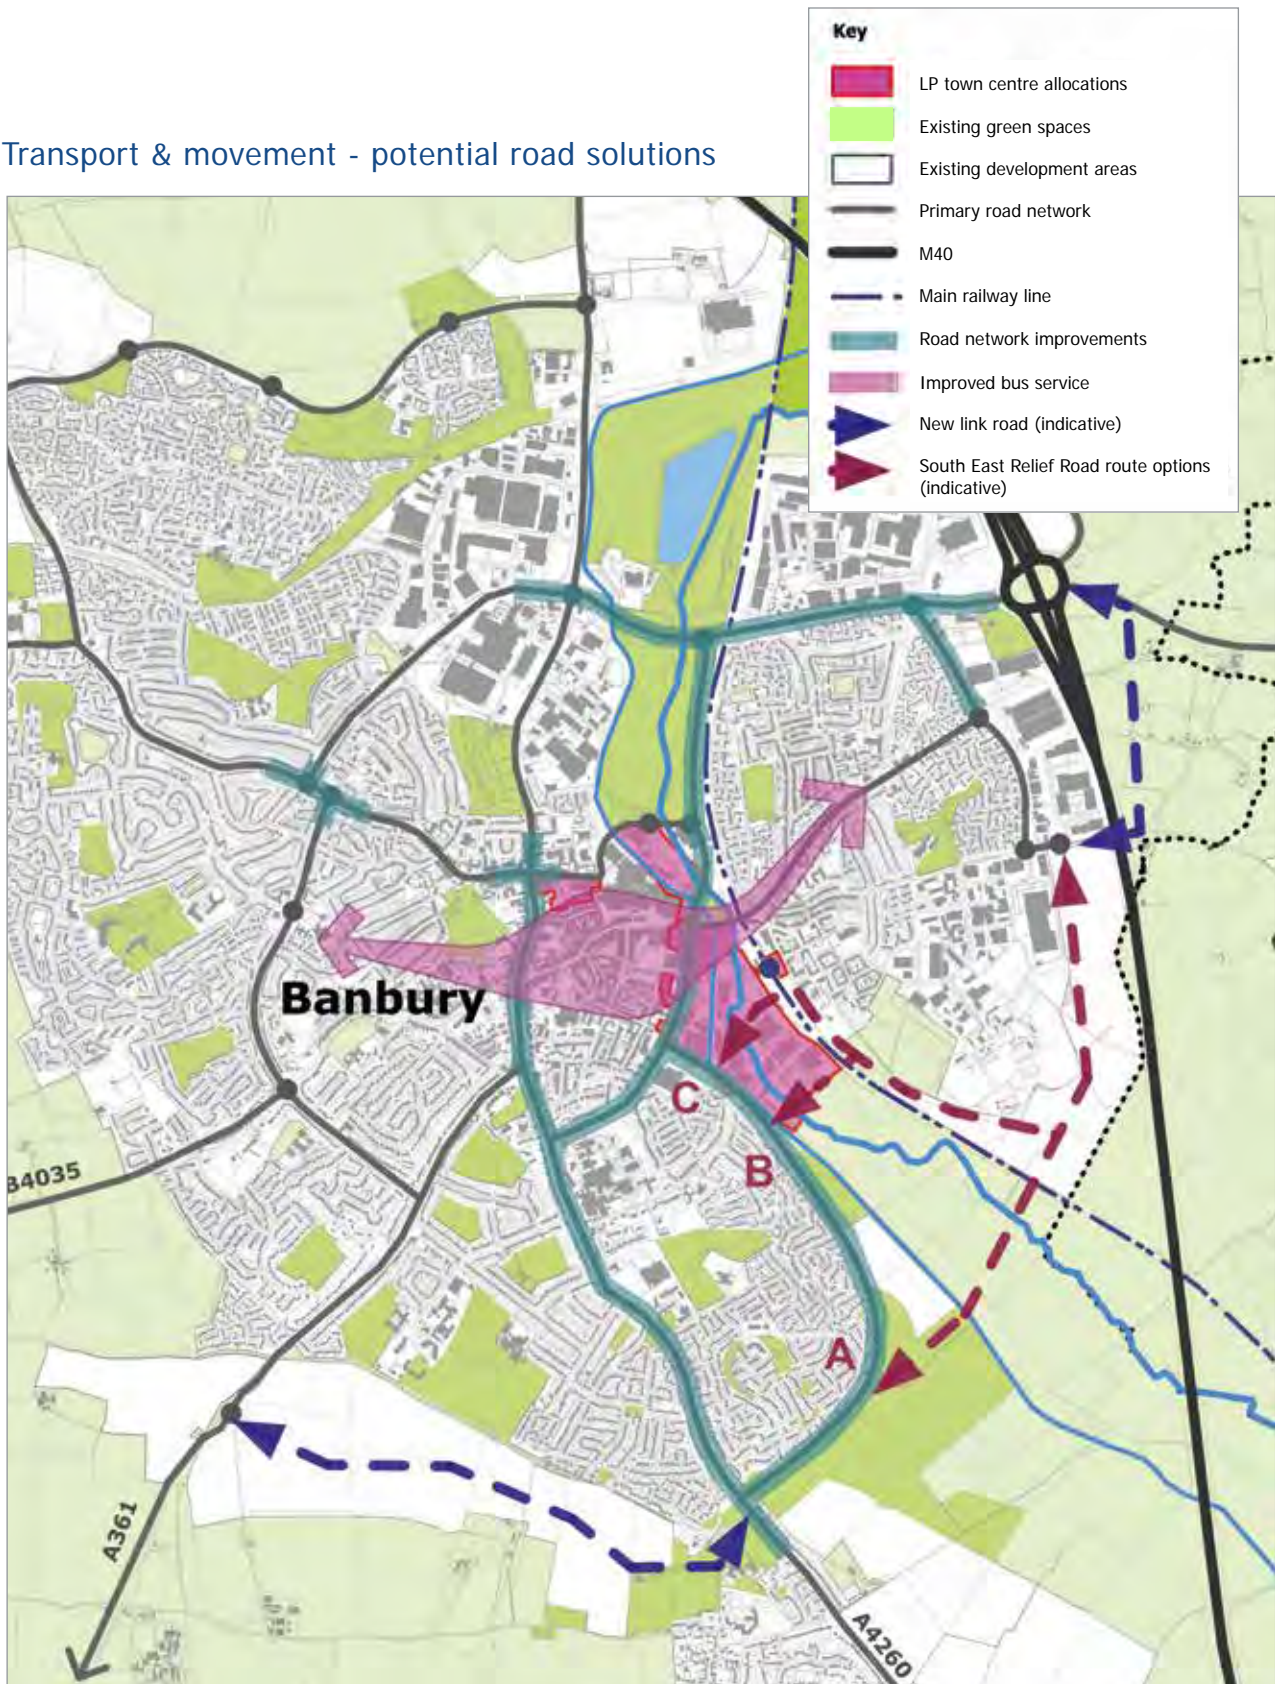 Key
LP town centre allocations
Existing green spaces
Transport & movement - potential road solutions
Existing development areas
Primary road network
M40
Main railway line
Road network improvements
Improved bus service
New link road (indicative)
South East Relief Road route options
(indicative)
Banbury
C
B
B4035
A
A361
A4260